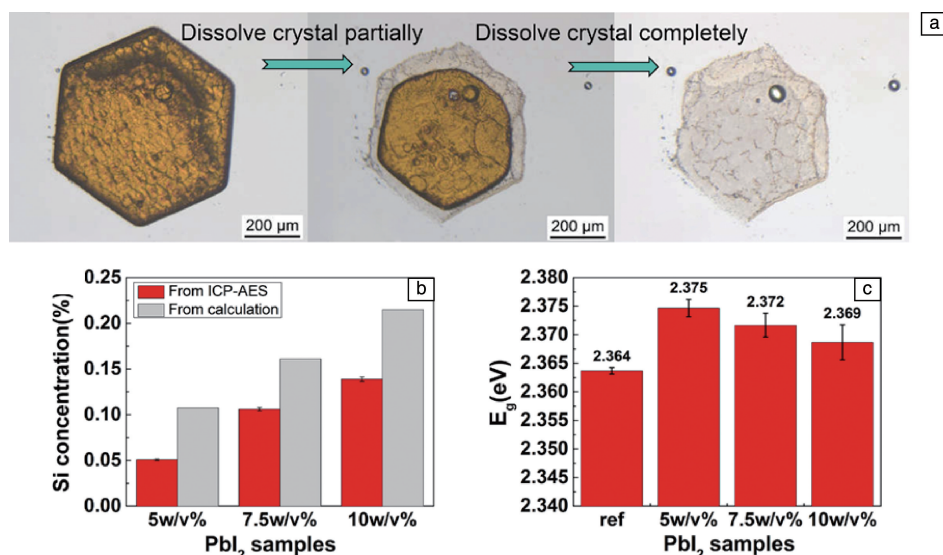 a
Dissolve crystal partially
Dissolve crystal completely
200 µm
200 µm
200 µm
b
From ICP-AES
From calculation
Si concentration(%)
0.25
0.20
0.15
0.10
0.05
0.00
5w/v%
7.5w/v%
10w/v%
PbI₂ samples
c
E_g(eV)
2.380
2.375
2.370
2.365
2.360
2.355
2.350
2.345
2.340
2.364
2.375
2.372
2.369
ref
5w/v%
7.5w/v%
10w/v%
PbI₂ samples